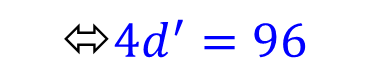 ⇔4d′ = 96